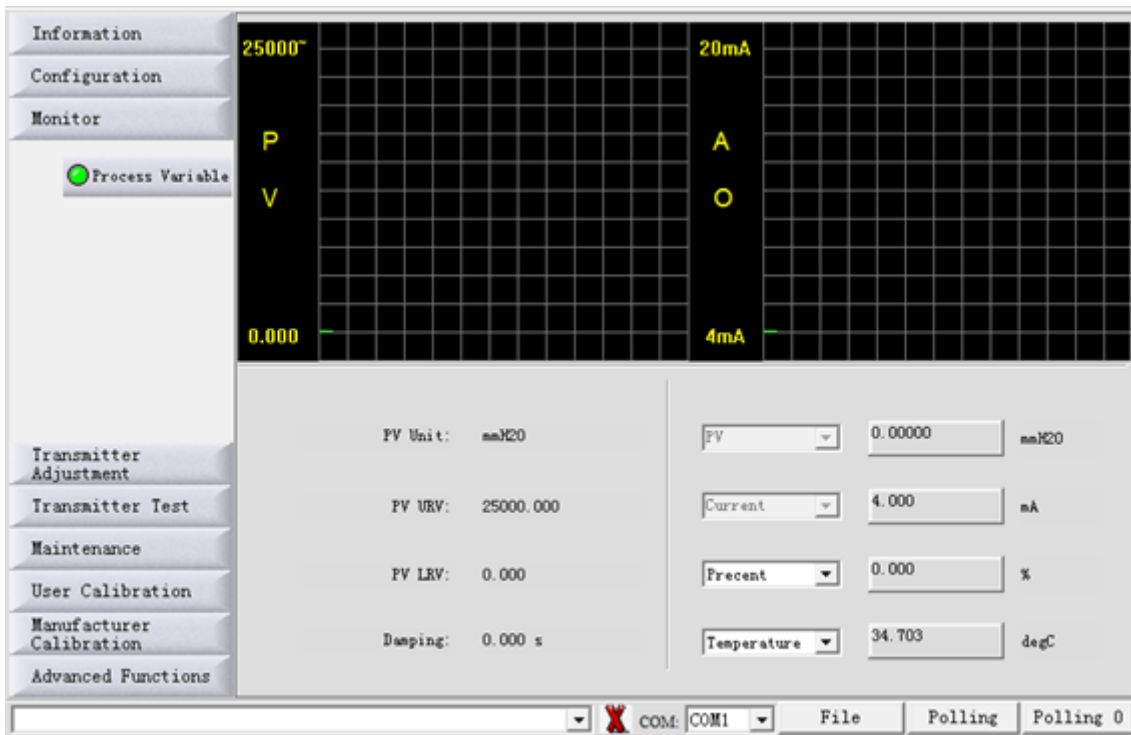 Information
Configuration
Monitor
Process Variable
Transmitter
Adjustment
Transmitter Test
Maintenance
User Calibration
Manufacturer
Calibration
Advanced Functions
25000~
P
V
0.000
20mA
A
O
4mA
PV Unit: mmH2O
PV URV: 25000.000
PV LRV: 0.000
Damping: 0.000 s
PV 0.00000 mmH2O
Current 4.000 mA
Precent 0.000 %
Temperature 34.703 degC
X COM: COM1 File Polling Polling 0